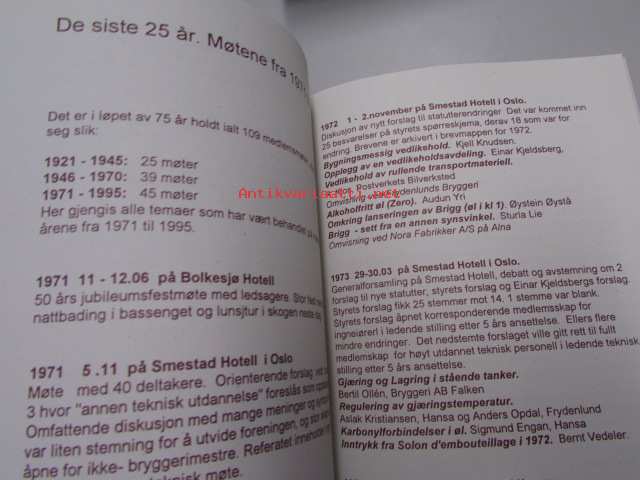 De siste 25 år. Møtene fra 1971
Det er i løpet av 75 år holdt ialt 109
seg slik:
1921 - 1945: 25 møter
1946 - 1970: 39 møter
1971 - 1995: 45 møter
Her gjengis alle temaer som har vært behandlet på
årene fra 1971 til 1995.
1971 11 - 12.06 på Bolkesjø Hotell
50 års jubileumsfestmøte med ledsagere. Stor fest med
nattbading i bassenget og lunsjtur i skogen neste dag.
1971 5.11 på Smestad Hotell i Oslo
Møte med 40 deltakere. Orienterende forslag ved
3 hvor "annen teknisk utdannelse" foreslås som
Omfattende diskusjon med mange meninger og
var liten stemning for å utvide foreningen, og
åpne for ikke- bryggerimestre. Referatet inneholder
teknisk møte.
1972 1 - 2.november på Smestad Hotell i Oslo.
Diskusjon av nytt forslag til statutterendringer Det var kommet inn
25 besvarelser på styrets spørreskjema, derav 18 som var for
endring. Brevene er arkivert i brevmappen for 1972.
Bygningsmessig vedlikehold. Kjell Knudsen.
Opplegg av en vedlikeholdsavdeling. Einar Kjeldsberg,
Vedlikehold av rullende transportmateriell.
Postverkets Bilverksted
Omvisning ved Frydenlunds Bryggeri
Alkoholfritt øl (Zero). Audun Yri
Omkring lanseringen av Brigg (øl i kl 1). Øystein Øystå
Brigg - sett fra en annen synsvinkel. Sturla Lie
Omvisning ved Nora Fabrikker A/S på Alna
1973 29-30.03 på Smestad Hotell i Oslo.
Generalforsamling på Smestad Hotell, debatt og avstemning om 2
forslag til nye statutter, styrets forslag og Einar Kjeldsbergs forslag.
Styrets forslag fikk 25 stemmer mot 14. 1 stemme var blank.
Styrets forslag åpnet korresponderende medlemsskap for
ingneiørerI i ledende stilling etter 5 års ansettelse. Ellers flere
mindre endringer. Det nedstemte forslaget ville gitt rett til fullt
medlemskap for høyt utdannet teknisk personell i ledende teknisk
stilling etter 5 års ansettelse.
Gjæring og Lagring i stående tanker.
Bertil Ollén, Bryggeri AB Falken
Regulering av gjæringstemperatur.
Aslak Kristiansen, Hansa og Anders Opdal, Frydenlund
Karbonylforbindelser i øl. Sigmund Engan, Hansa
Inntrykk fra Solon d'embouteillage i 1972. Bernt Vedeler.
Antikvariaatti.net